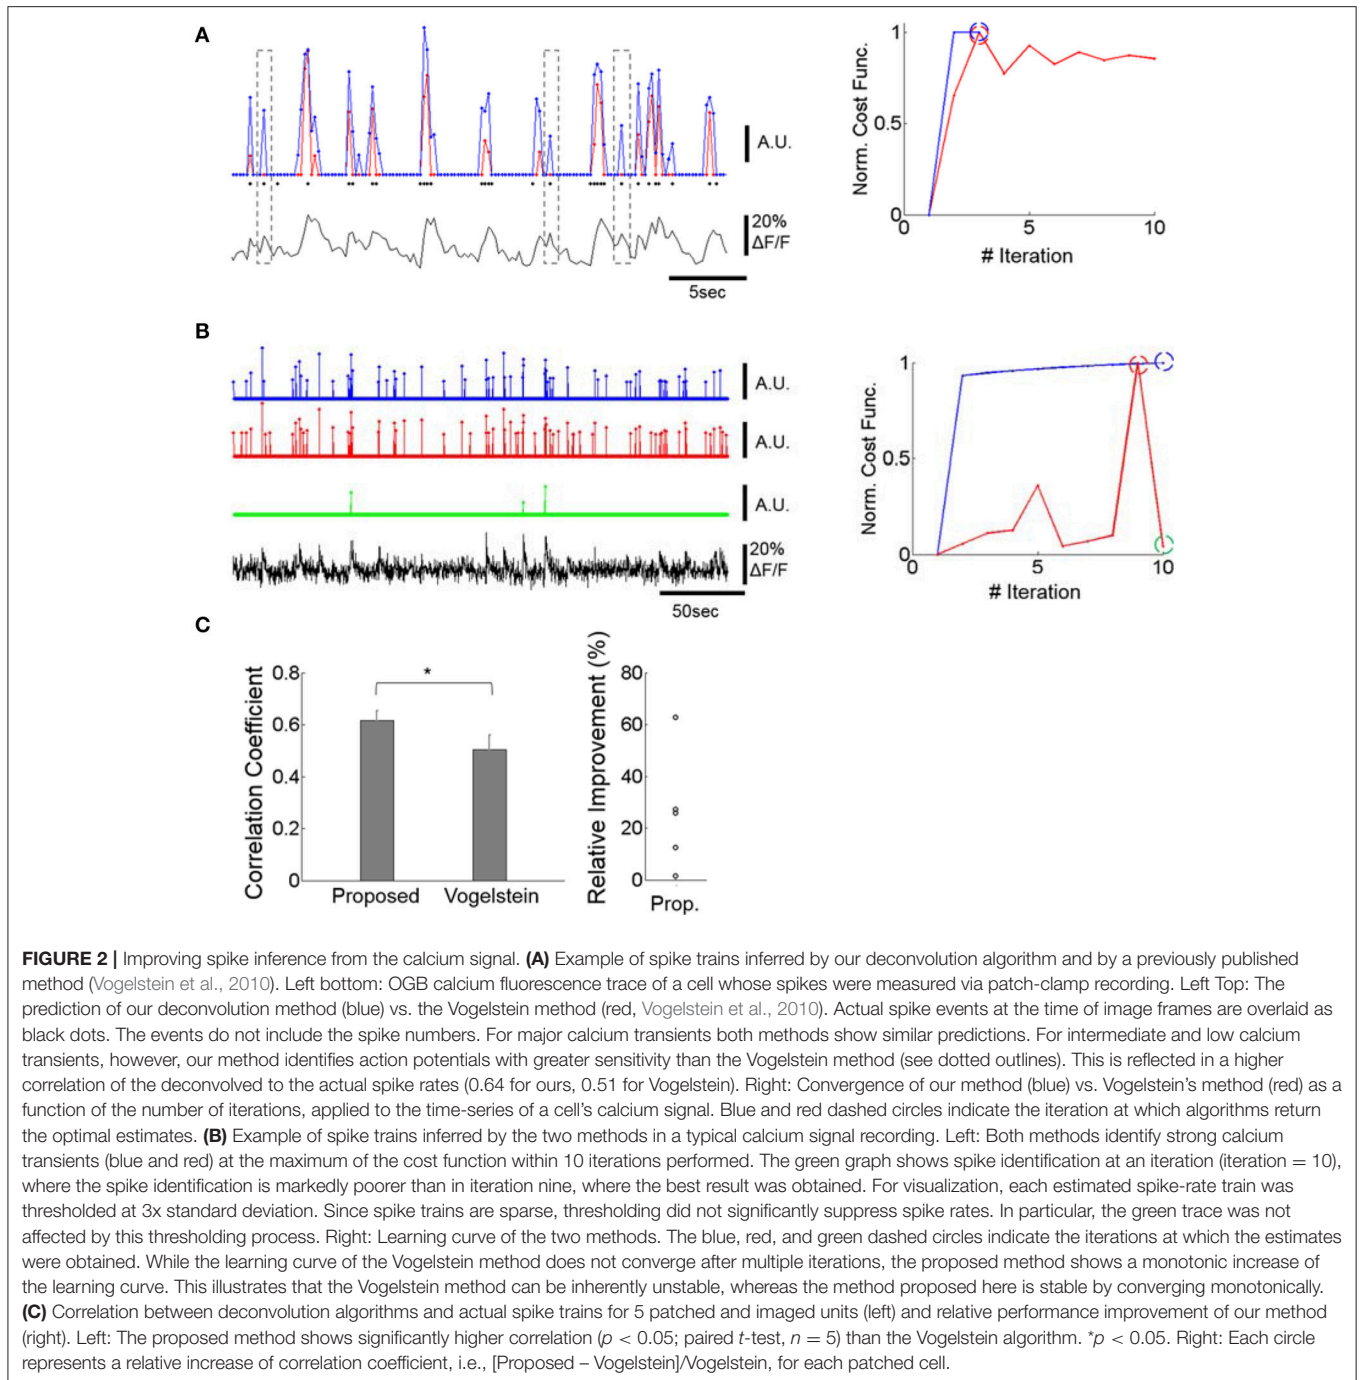 A
A.U.
20%
ΔF/F
5sec
Norm. Cost Func.
1
0.5
0
0
5
10
# Iteration
B
A.U.
A.U.
A.U.
20%
ΔF/F
50sec
Norm. Cost Func.
1
0.5
0
0
5
10
# Iteration
C
Correlation Coefficient
0.8
0.6
0.4
0.2
0
*
Proposed
Vogelstein
Relative Improvement (%)
80
60
40
20
0
Prop.
FIGURE 2 | Improving spike inference from the calcium signal. (A) Example of spike trains inferred by our deconvolution algorithm and by a previously published
method (Vogelstein et al., 2010). Left bottom: OGB calcium fluorescence trace of a cell whose spikes were measured via patch-clamp recording. Left Top: The
prediction of our deconvolution method (blue) vs. the Vogelstein method (red, Vogelstein et al., 2010). Actual spike events at the time of image frames are overlaid as
black dots. The events do not include the spike numbers. For major calcium transients both methods show similar predictions. For intermediate and low calcium
transients, however, our method identifies action potentials with greater sensitivity than the Vogelstein method (see dotted outlines). This is reflected in a higher
correlation of the deconvolved to the actual spike rates (0.64 for ours, 0.51 for Vogelstein). Right: Convergence of our method (blue) vs. Vogelstein's method (red) as a
function of the number of iterations, applied to the time-series of a cell's calcium signal. Blue and red dashed circles indicate the iteration at which algorithms return
the optimal estimates. (B) Example of spike trains inferred by the two methods in a typical calcium signal recording. Left: Both methods identify strong calcium
transients (blue and red) at the maximum of the cost function within 10 iterations performed. The green graph shows spike identification at an iteration (iteration = 10),
where the spike identification is markedly poorer than in iteration nine, where the best result was obtained. For visualization, each estimated spike-rate train was
thresholded at 3x standard deviation. Since spike trains are sparse, thresholding did not significantly suppress spike rates. In particular, the green trace was not
affected by this thresholding process. Right: Learning curve of the two methods. The blue, red, and green dashed circles indicate the iterations at which the estimates
were obtained. While the learning curve of the Vogelstein method does not converge after multiple iterations, the proposed method shows a monotonic increase of
the learning curve. This illustrates that the Vogelstein method can be inherently unstable, whereas the method proposed here is stable by converging monotonically.
(C) Correlation between deconvolution algorithms and actual spike trains for 5 patched and imaged units (left) and relative performance improvement of our method
(right). Left: The proposed method shows significantly higher correlation (p < 0.05; paired t-test, n = 5) than the Vogelstein algorithm. *p < 0.05. Right: Each circle
represents a relative increase of correlation coefficient, i.e., [Proposed – Vogelstein]/Vogelstein, for each patched cell.